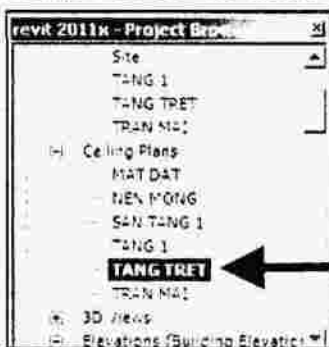 revit 2011x - Project Brow
Site
TANG 1
TANG TRET
TRAN MAI
Ceiling Plans
MAT DAT
NEN MONG
SAN TANG 1
TANG 1
TANG TRET
TRAN MAI
3D Views
Elevations (Building Elevation